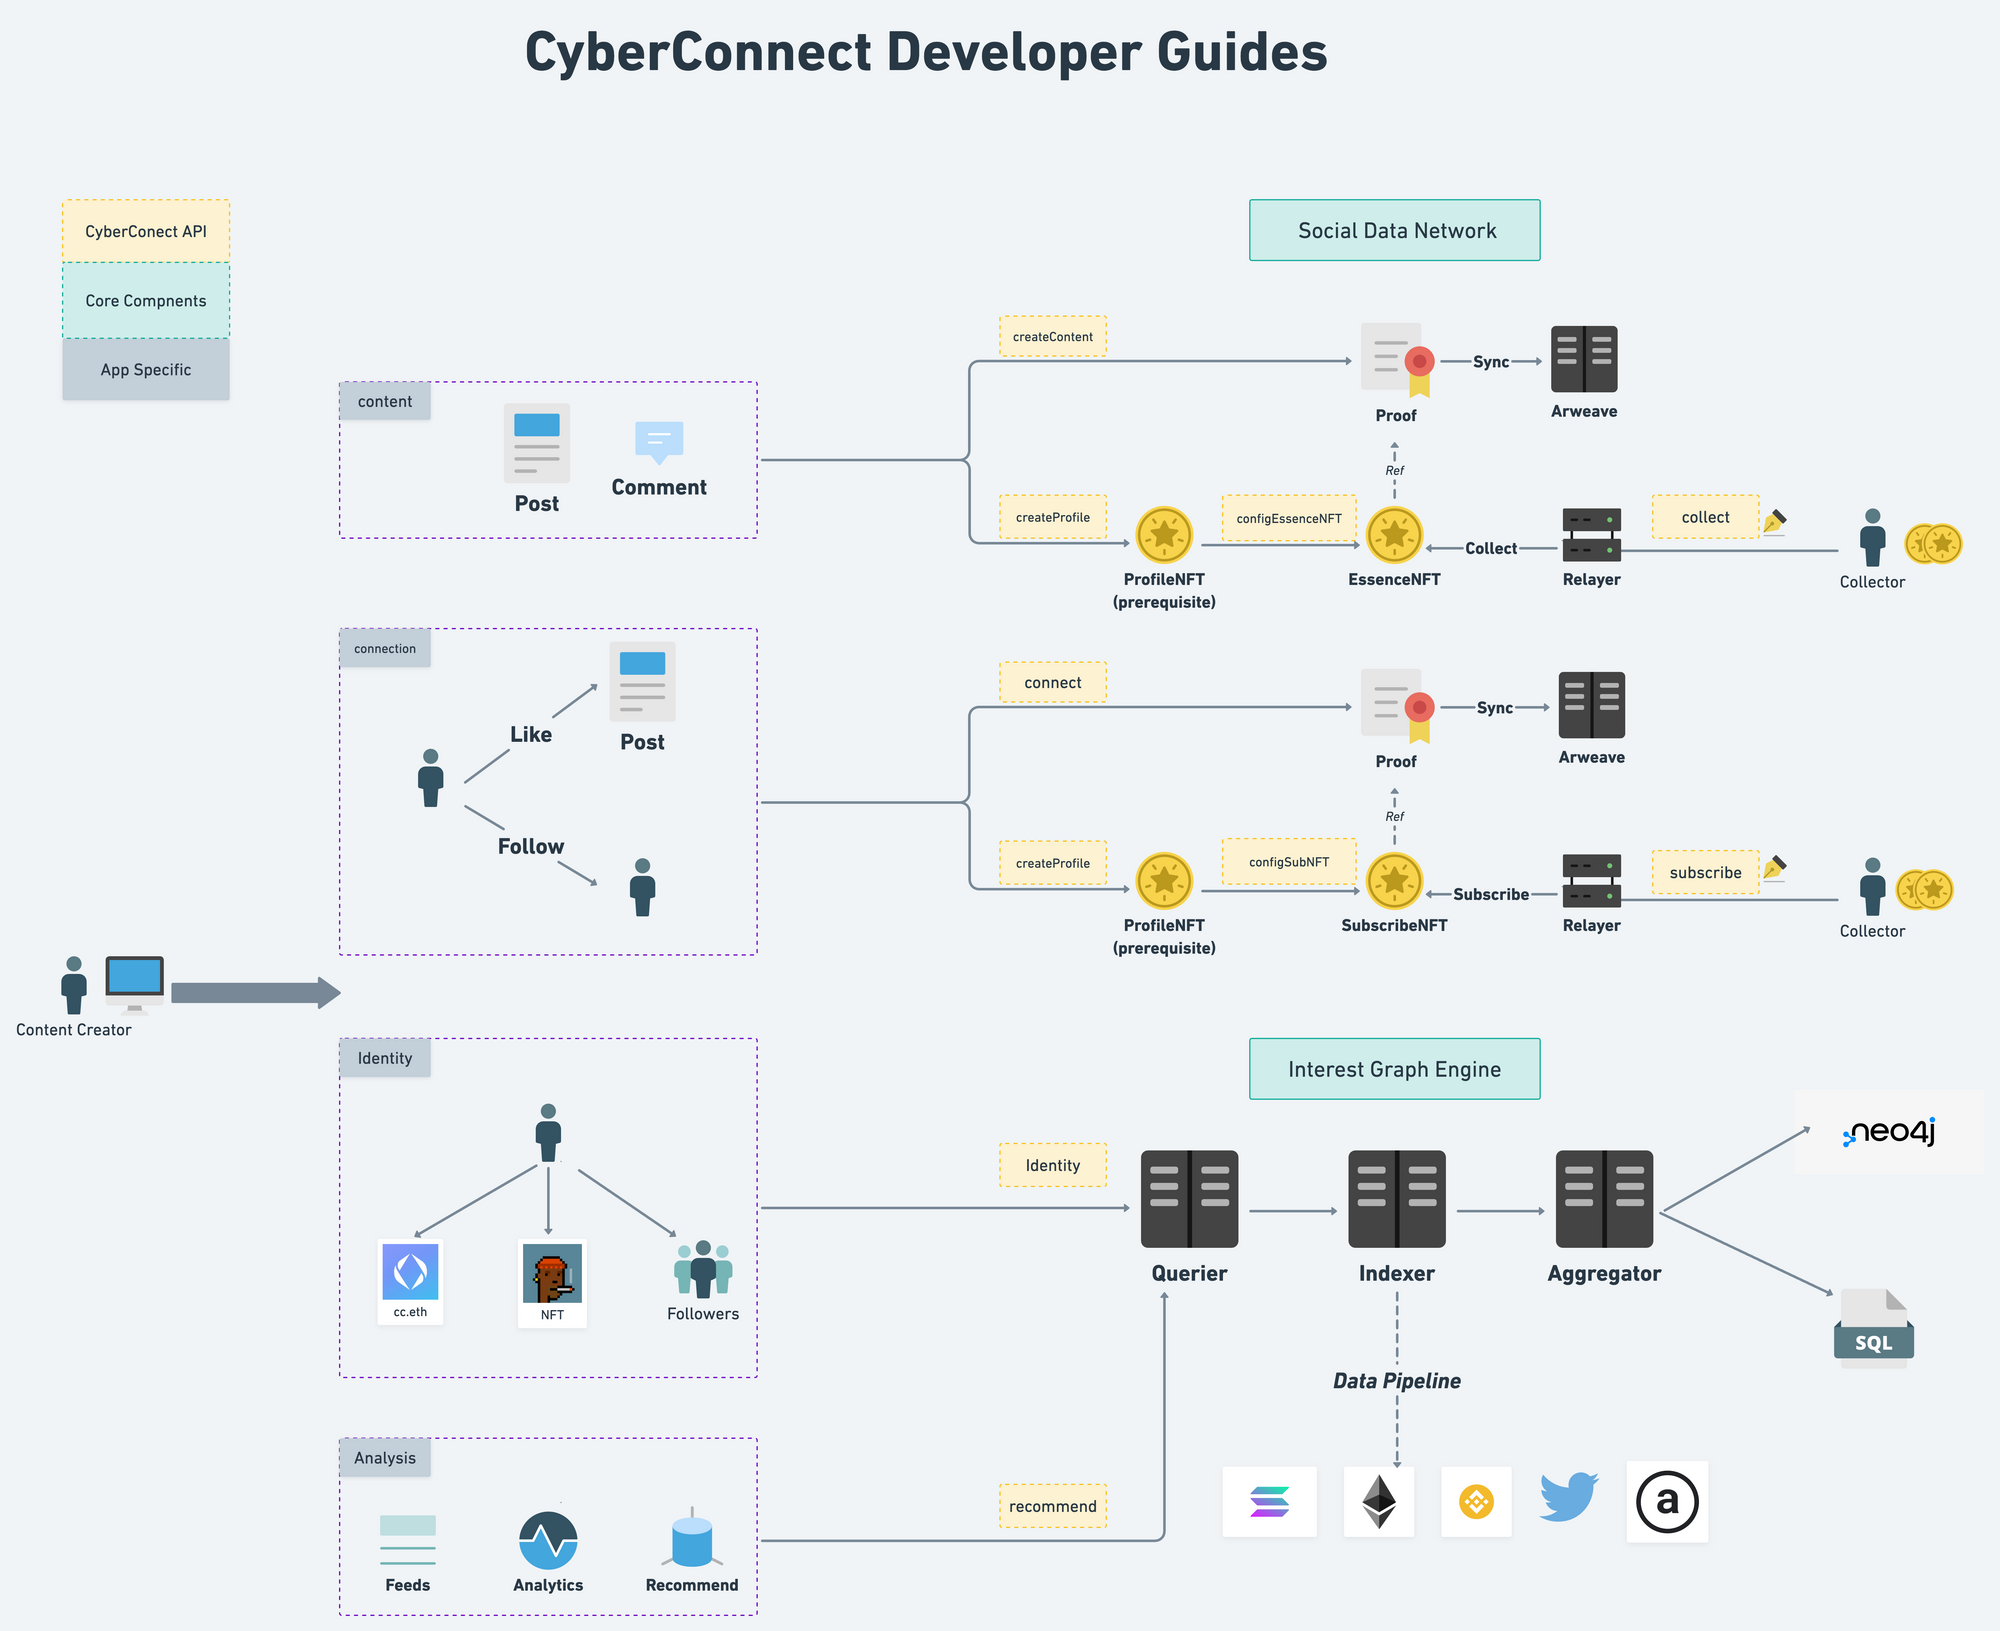 CyberConnect Developer Guides
CyberConect API
Core Compnents
App Specific
Social Data Network
content
Post
Comment
createContent
Proof
Sync
Arweave
Ref
createProfile
ProfileNFT
(prerequisite)
configEssenceNFT
EssenceNFT
Collect
Relayer
collect
Collector
connection
Like
Post
Follow
connect
Proof
Sync
Arweave
Ref
createProfile
ProfileNFT
(prerequisite)
configSubNFT
SubscribeNFT
Subscribe
Relayer
subscribe
Collector
Content Creator
Identity
cc.eth
NFT
Followers
Interest Graph Engine
Identity
Querier
Indexer
Aggregator
neo4j
SQL
Data Pipeline
Analysis
Feeds
Analytics
Recommend
recommend
a